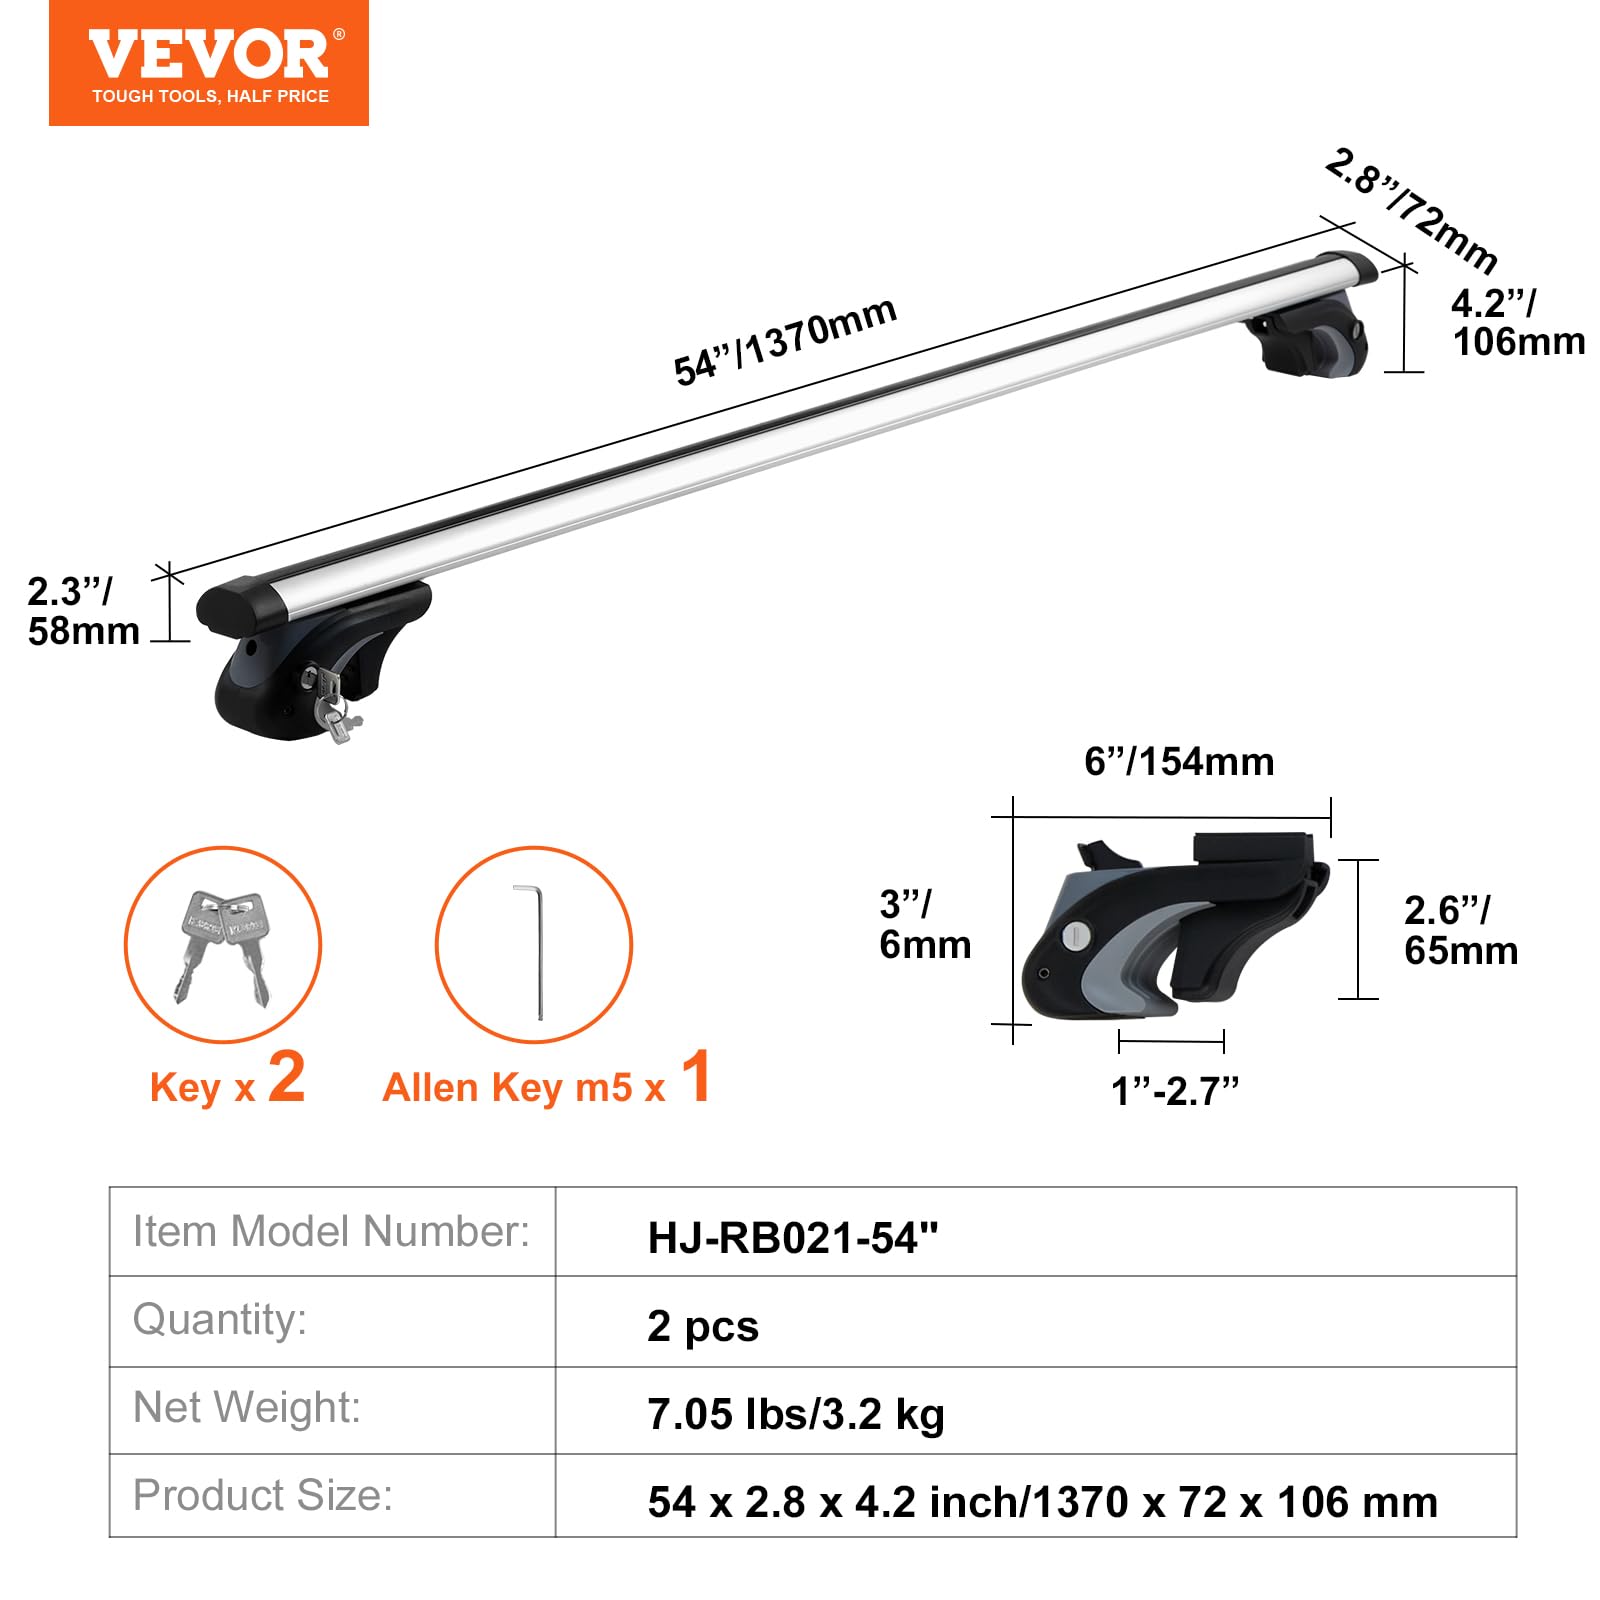 VEVOR®
TOUGH TOOLS, HALF PRICE
2.8”/72mm
54”/1370mm
4.2”/
106mm
2.3”/
58mm
6”/154mm
3”/
6mm
2.6”/
65mm
1”-2.7”
Key x 2
Allen Key m5 x 1
Item Model Number: HJ-RB021-54"
Quantity: 2 pcs
Net Weight: 7.05 lbs/3.2 kg
Product Size: 54 x 2.8 x 4.2 inch/1370 x 72 x 106 mm